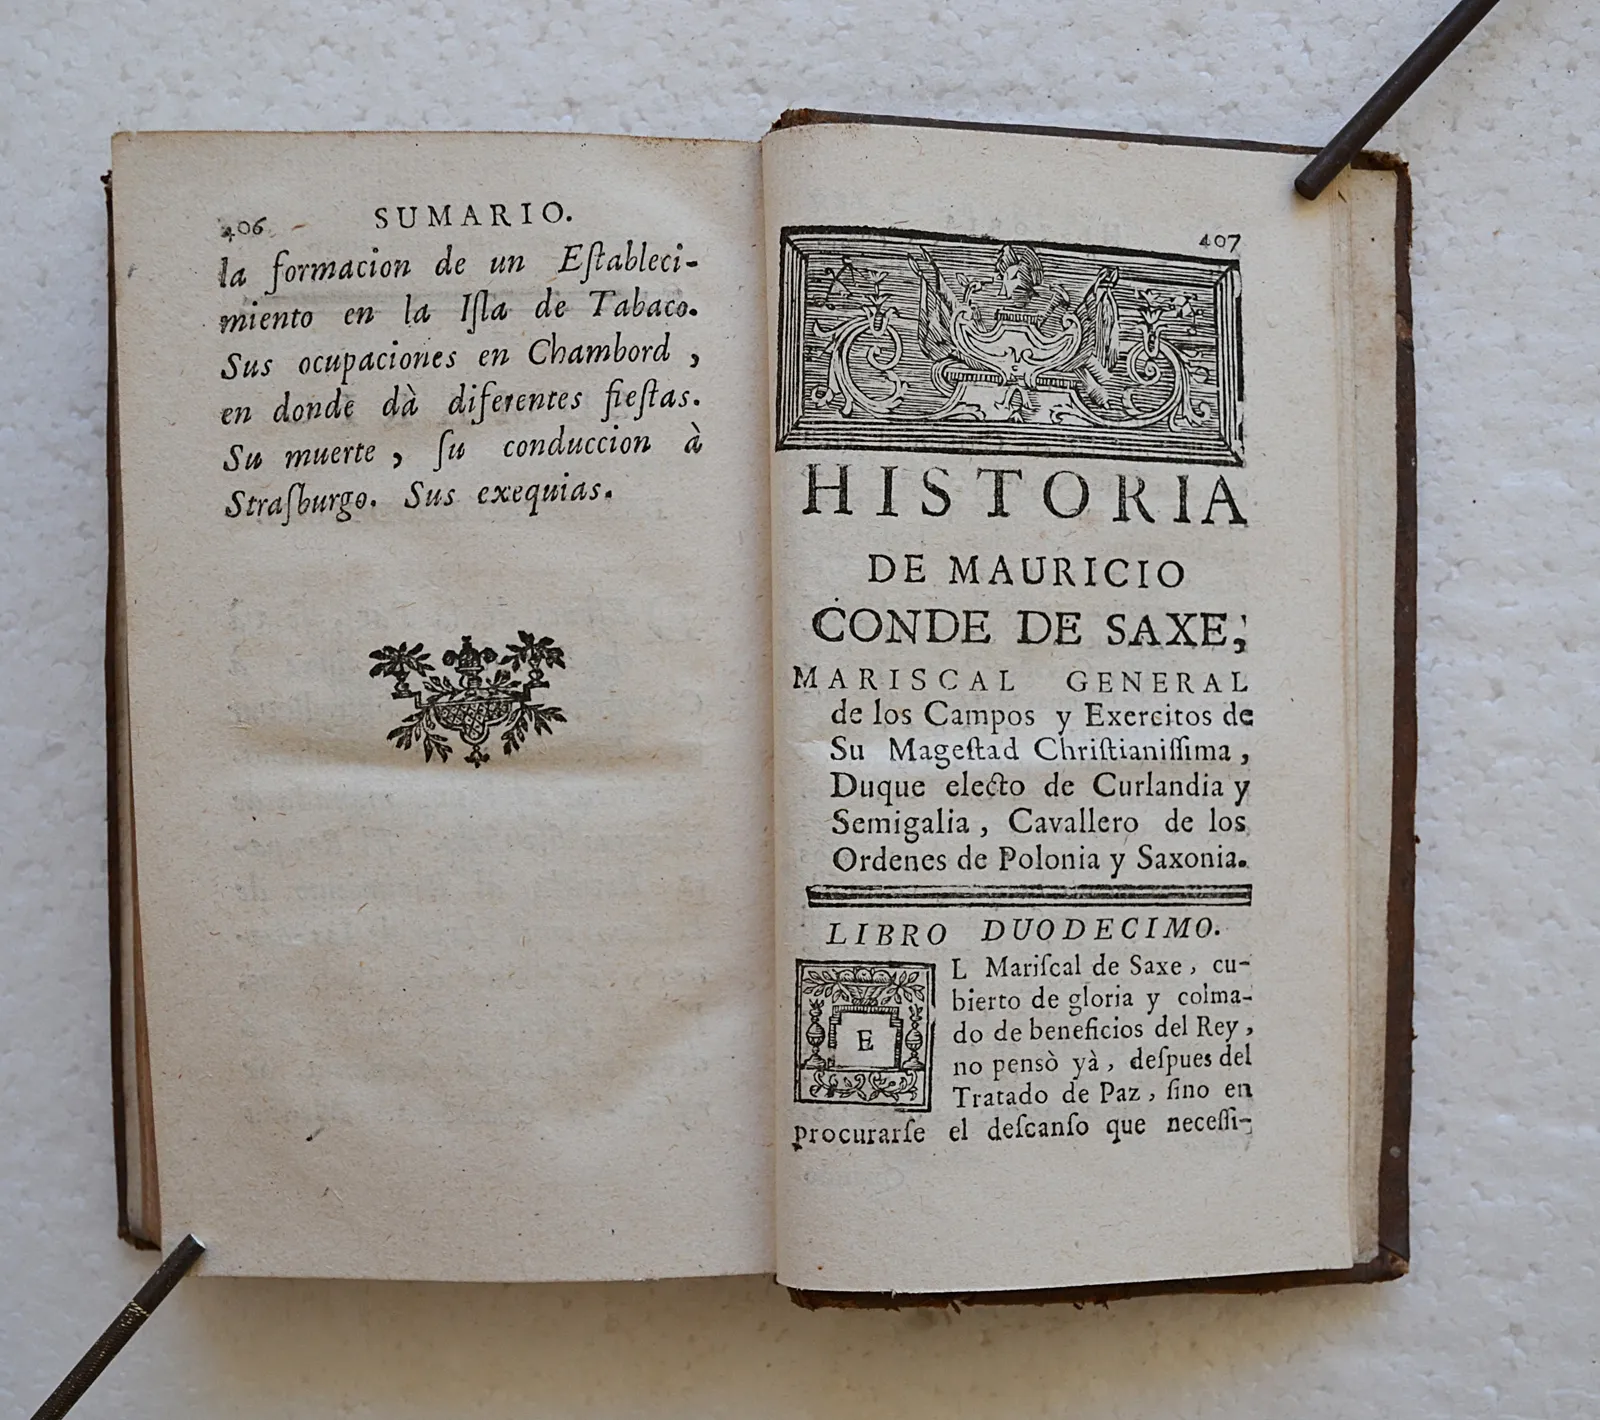 406 SUMARIO.
la formacion de un Eſtableci-
miento en la Iſla de Tabaco.
Sus ocupaciones en Chambord ,
en donde dà diferentes fieſtas.
Su muerte , ſu conduccion à
Straſburgo. Sus exequias.
407
HISTORIA
DE MAURICIO
CONDE DE SAXE,
MARISCAL GENERAL
de los Campos y Exercitos de
Su Mageſtad Chriſtianiſſima ,
Duque electo de Curlandia y
Semigalia , Cavallero de los
Ordenes de Polonia y Saxonia.
LIBRO DUODECIMO.
EL Mariſcal de Saxe , cu-
bierto de gloria y colma-
do de beneficios del Rey ,
no pensò yà , deſpues del
Tratado de Paz , ſino en
procurarſe el deſcanſo que neceſſi-